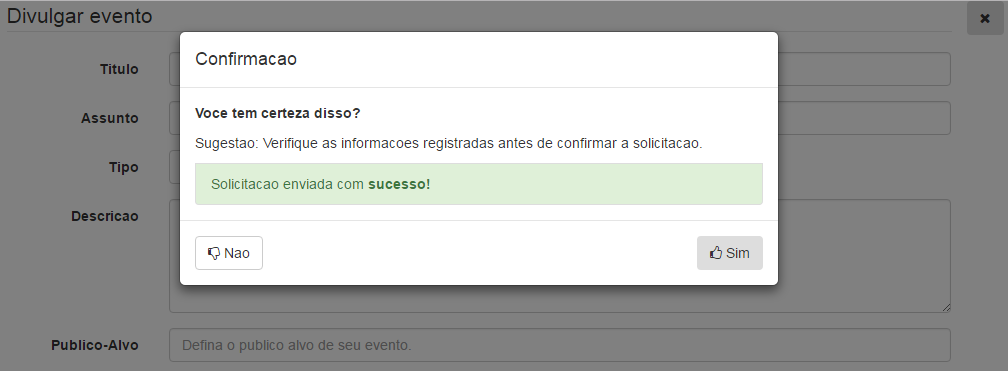 Divulgar evento
Confirmacao
Titulo
Voce tem certeza disso?
Assunto
Sugestao: Verifique as informacoes registradas antes de confirmar a solicitacao.
Tipo
Solicitacao enviada com sucesso!
Descricao
Nao
Sim
Publico-Alvo
Defina o publico alvo de seu evento.